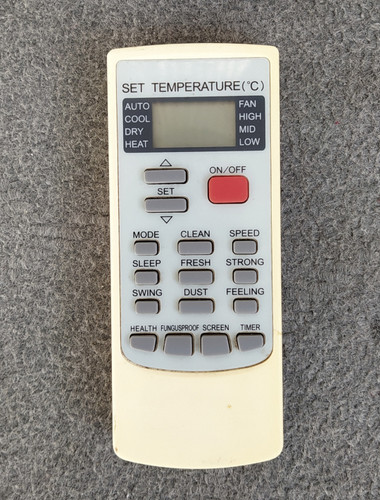 SET TEMPERATURE(°C)
AUTO
COOL
DRY
HEAT
FAN
HIGH
MID
LOW
ON/OFF
SET
MODE CLEAN SPEED
SLEEP FRESH STRONG
SWING DUST FEELING
HEALTH FUNGUSPROOF SCREEN TIMER